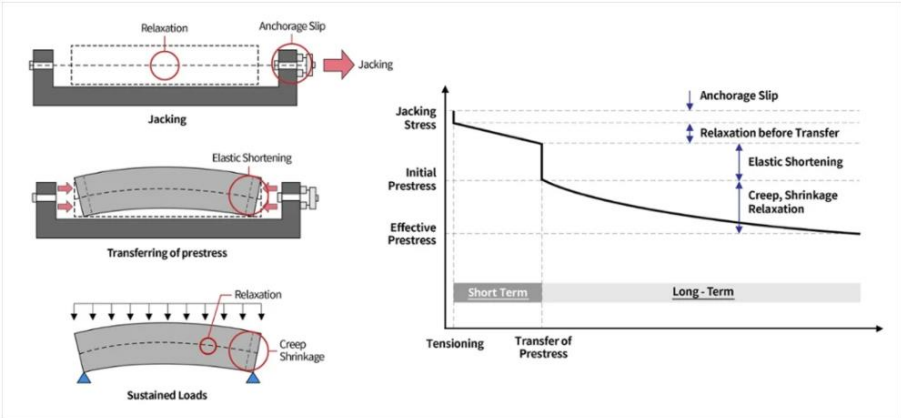 Relaxation
Anchorage Slip
Jacking
Jacking
Elastic Shortening
Transferring of prestress
Relaxation
Creep
Shrinkage
Sustained Loads
Jacking
Stress
Initial
Prestress
Effective
Prestress
Anchorage Slip
Relaxation before Transfer
Elastic Shortening
Creep, Shrinkage
Relaxation
Short Term
Long - Term
Tensioning
Transfer of
Prestress